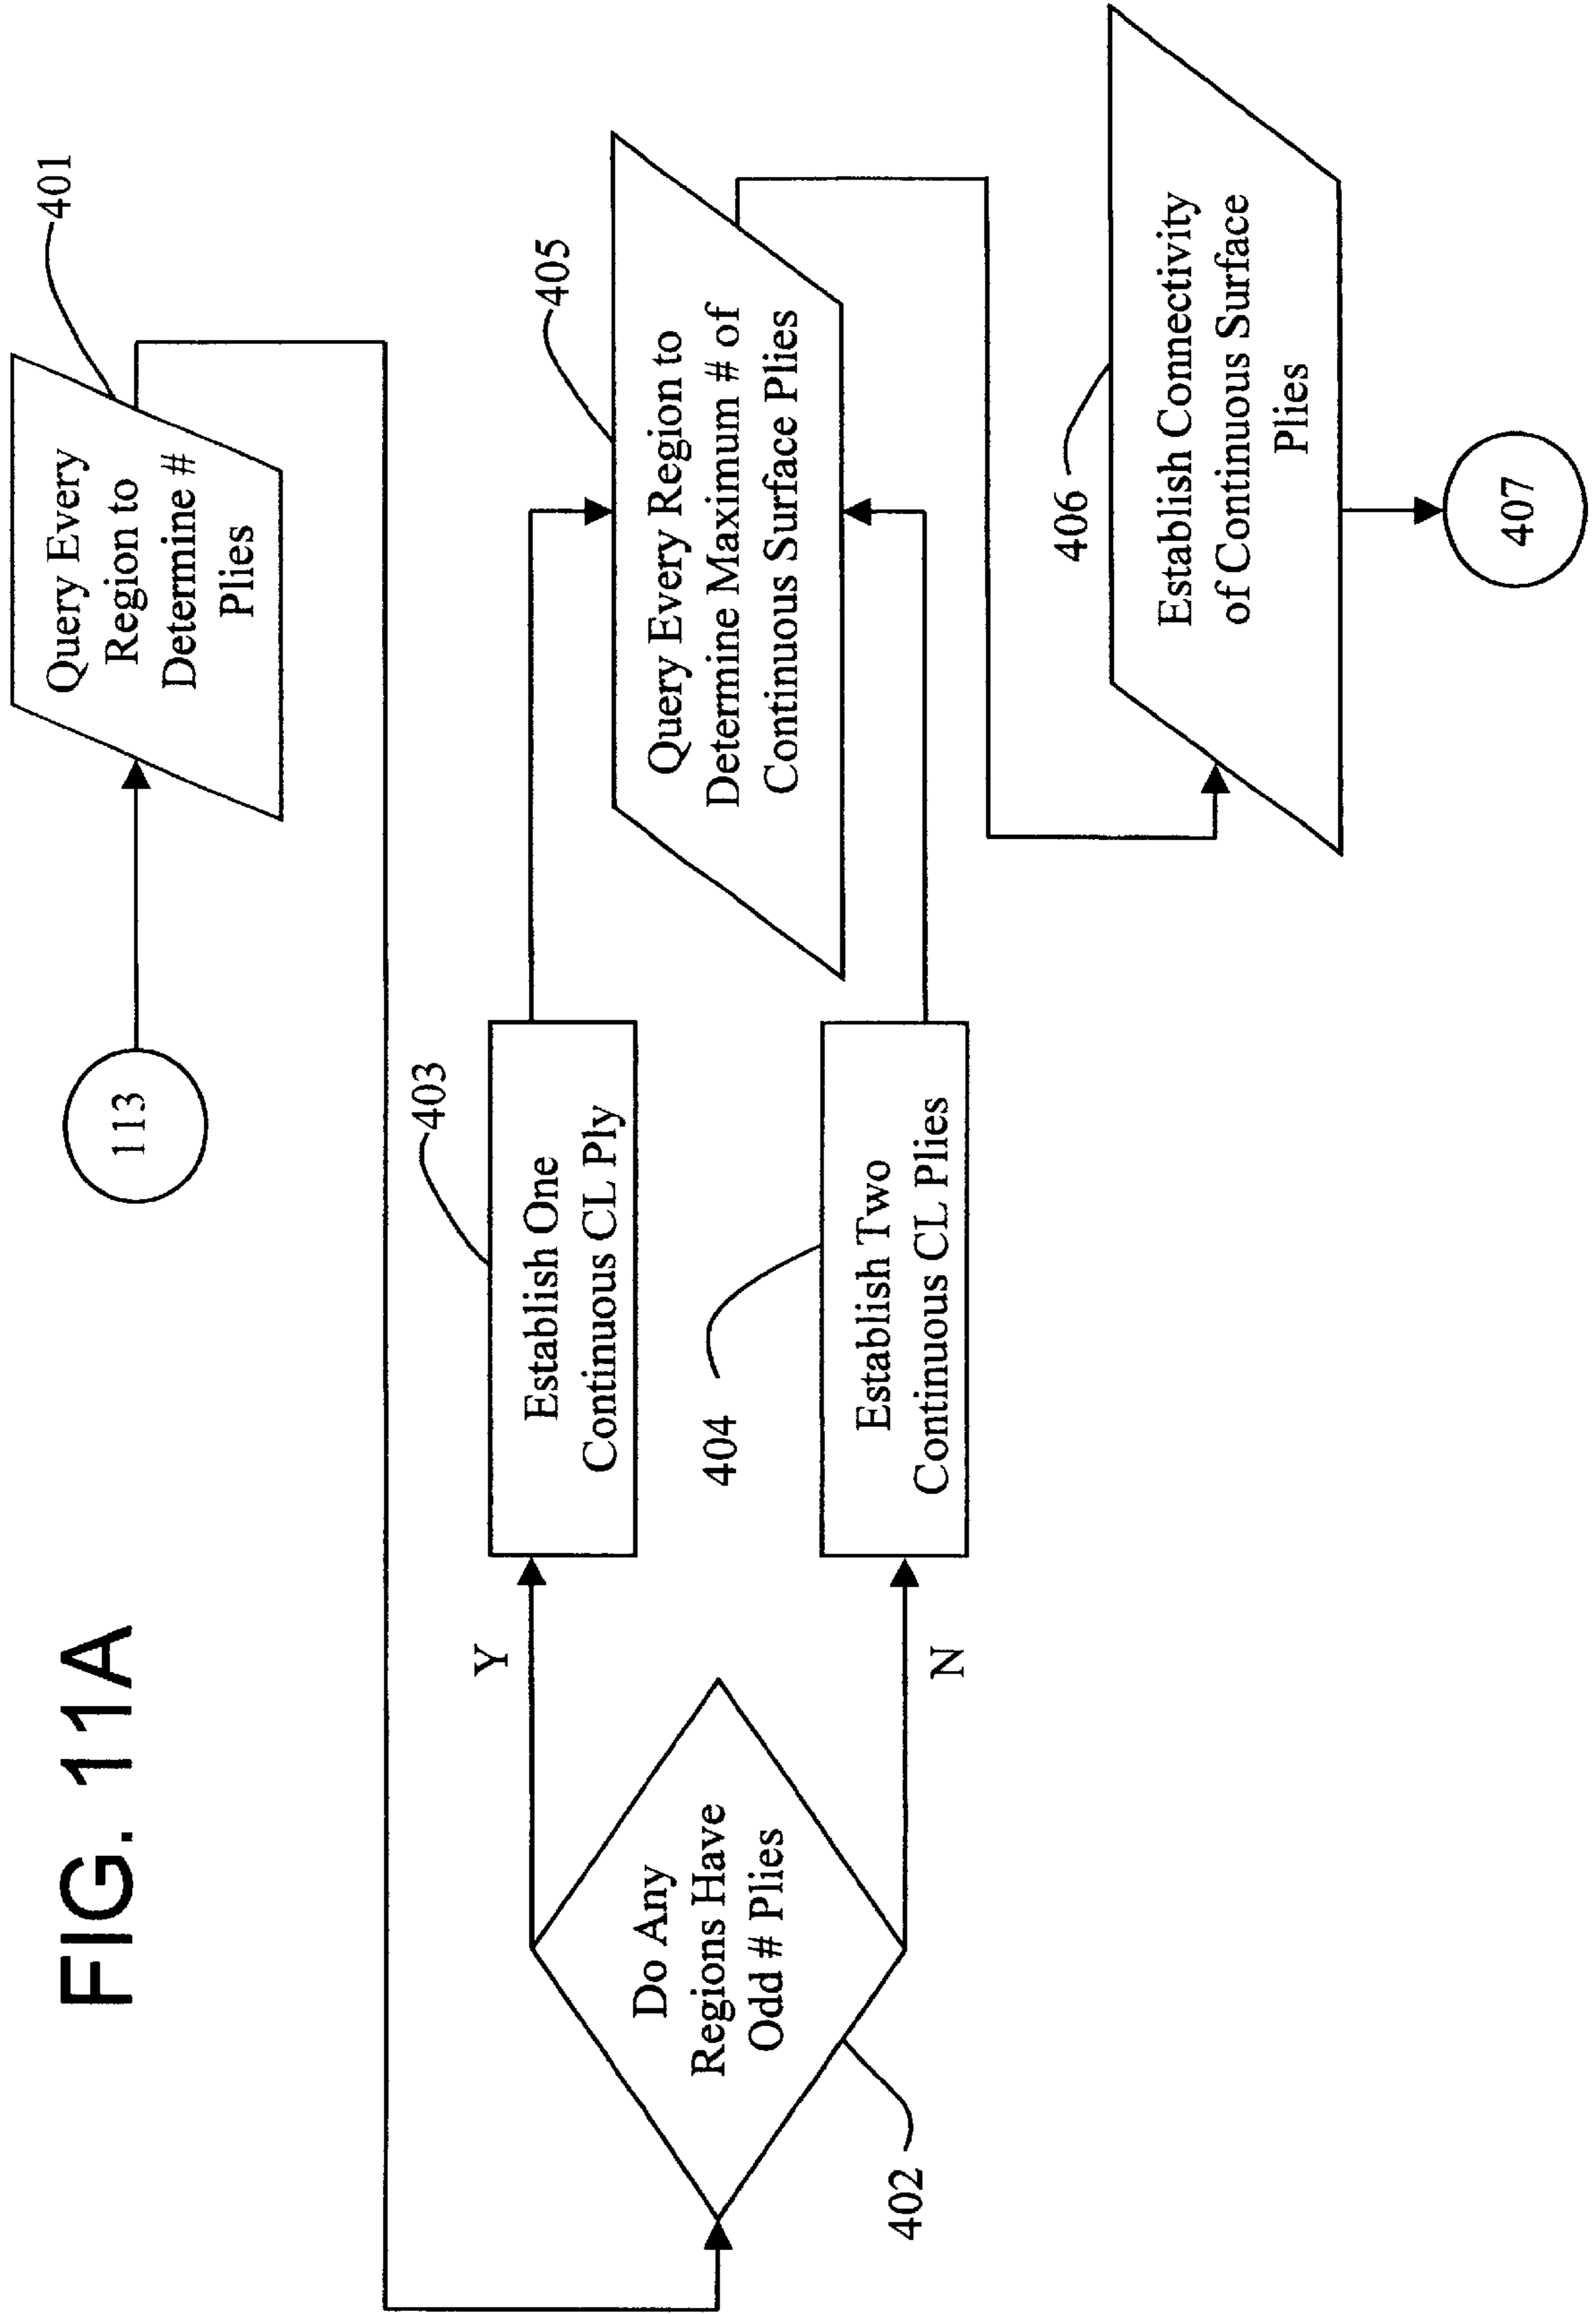 FIG. 11A
113
Query Every
Region to
Determine #
Plies
401
Do Any
Regions Have
Odd # Plies
402
Y
N
Establish One
Continuous CL Ply
403
Establish Two
Continuous CL Plies
404
Query Every Region to
Determine Maximum # of
Continuous Surface Plies
405
Establish Connectivity
of Continuous Surface
Plies
406
407